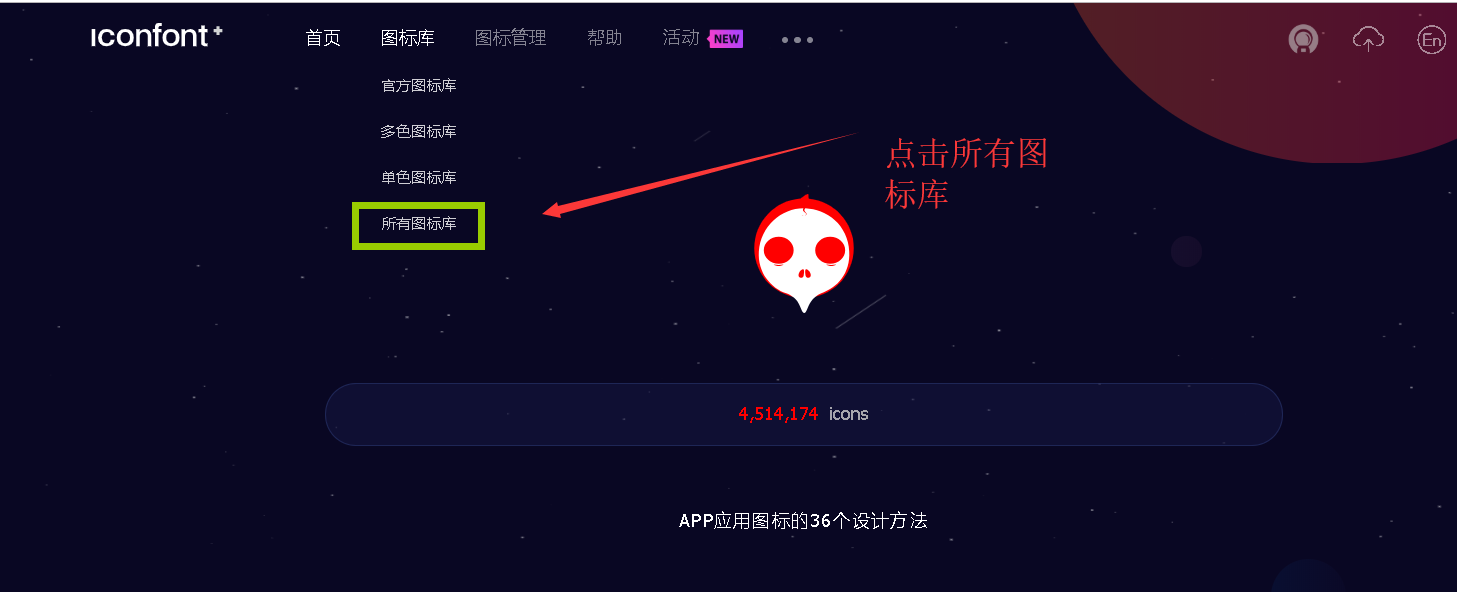 iconfont+
首页 图标库 图标管理 帮助 活动 NEW
En
官方图标库
多色图标库
单色图标库
所有图标库
点击所有图
标库
4,514,174 icons
APP应用图标的36个设计方法